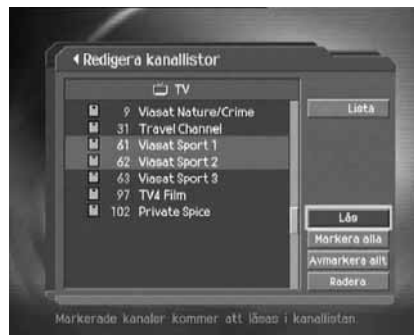 Redigera kanallistor
TV
9 Viasat Nature/Crime
31 Travel Channel
61 Viasat Sport 1
62 Viasat Sport 2
63 Viasat Sport 3
97 TV4 Film
102 Private Spice
Lista
Lås
Markera alla
Avmarkera allt
Radera
Markerade kanaler kommer att låsas i kanallistan.